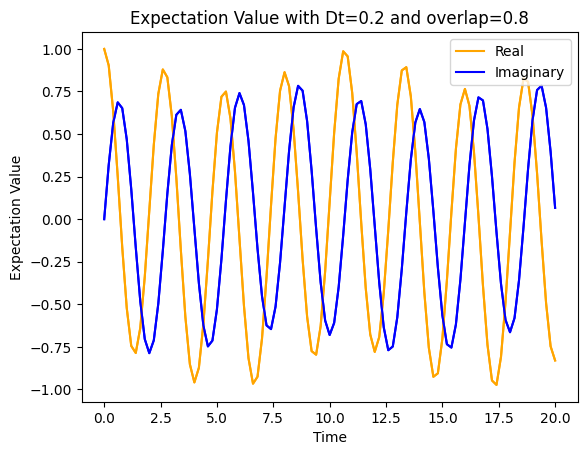 Expectation Value with Dt=0.2 and overlap=0.8
Real
Imaginary
Expectation Value
1.00
0.75
0.50
0.25
0.00
−0.25
−0.50
−0.75
−1.00
0.0 2.5 5.0 7.5 10.0 12.5 15.0 17.5 20.0
Time